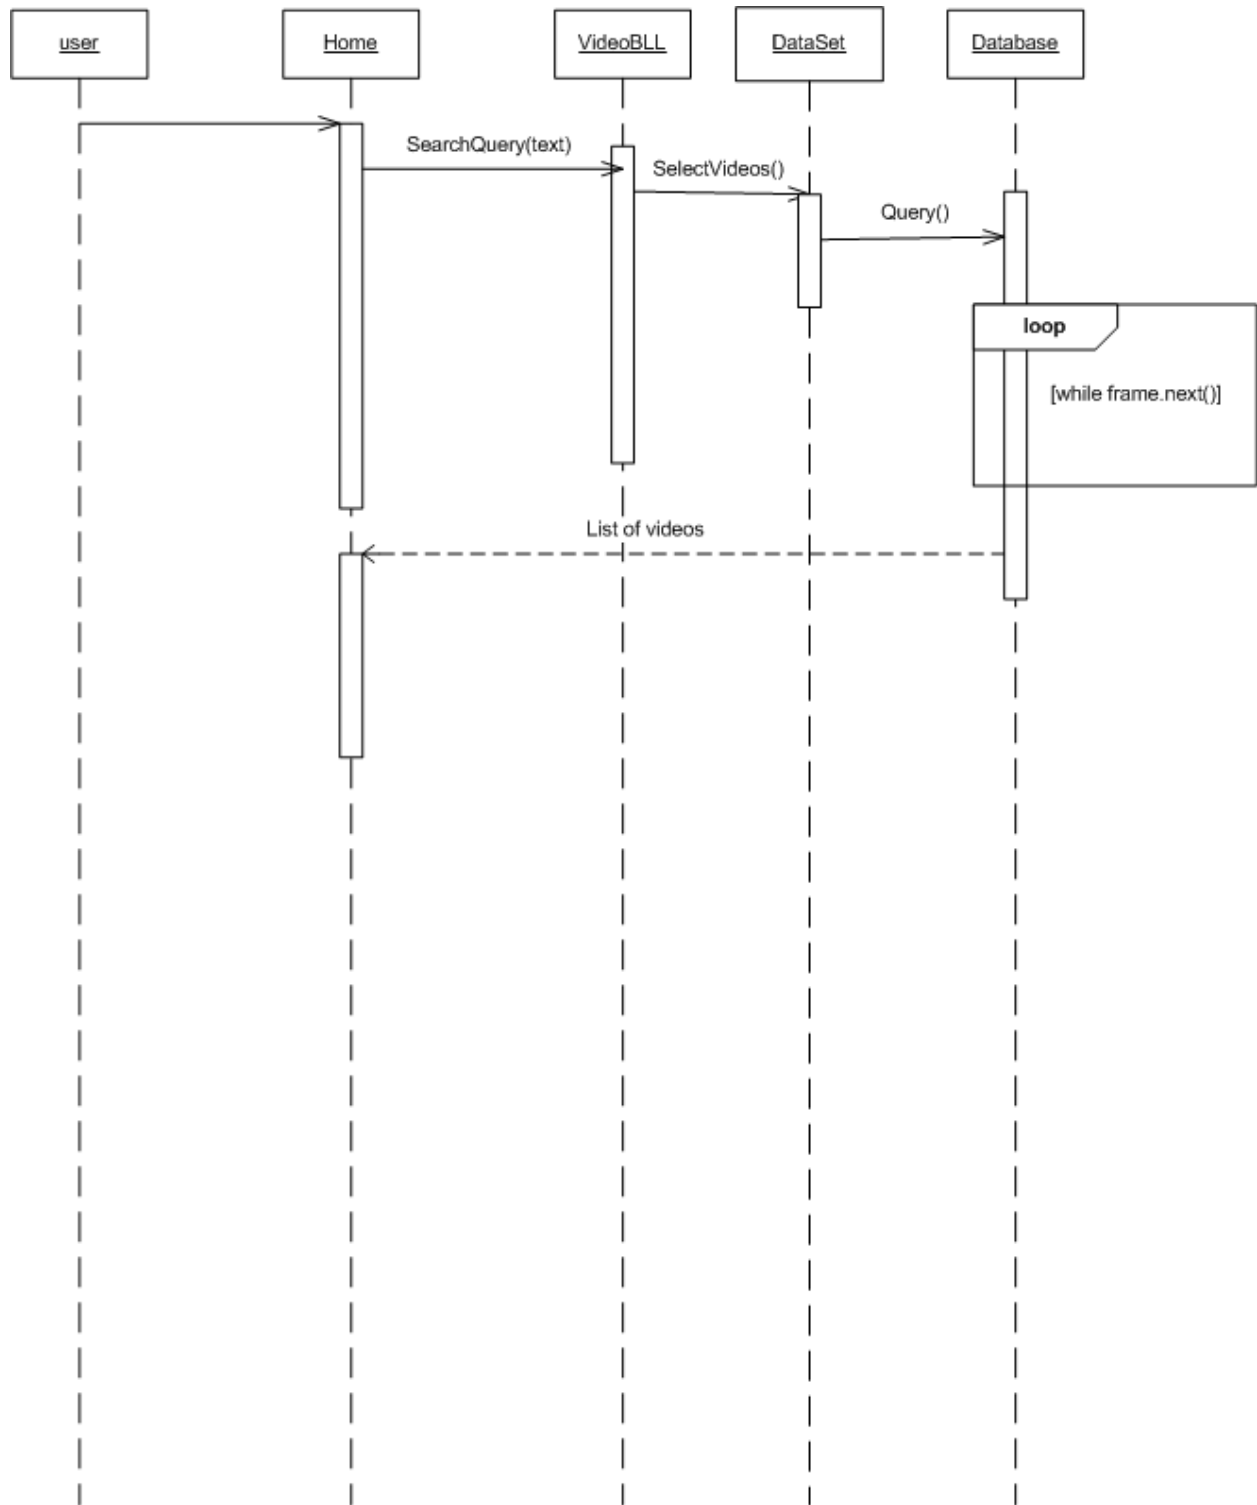 user
Home
VideoBLL
DataSet
Database
SearchQuery(text)
SelectVideos()
Query()
loop
[while frame.next()]
List of videos